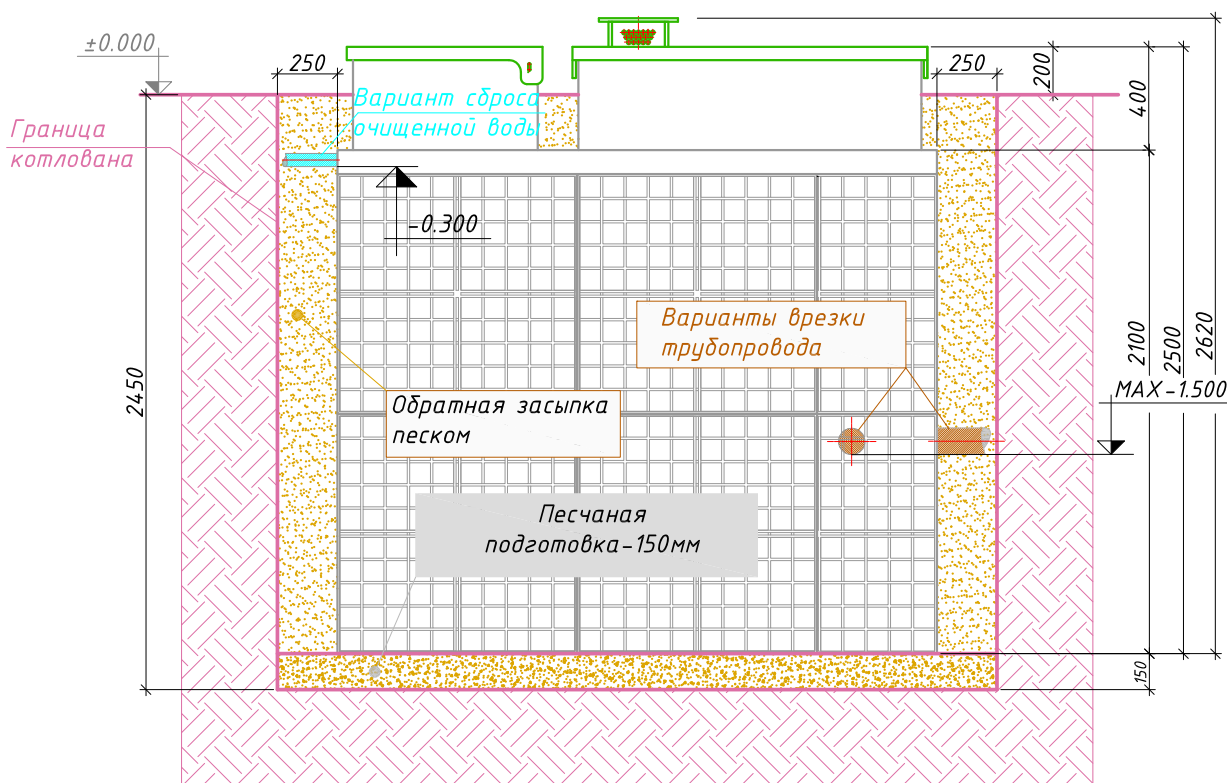 ±0.000
250
250
200
400
Вариант сброса
очищенной воды
Граница
котлована
-0.300
Варианты врезки
трубопровода
2100
2500
2620
MAX-1.500
2450
Обратная засыпка
песком
Песчаная
подготовка-150мм
150